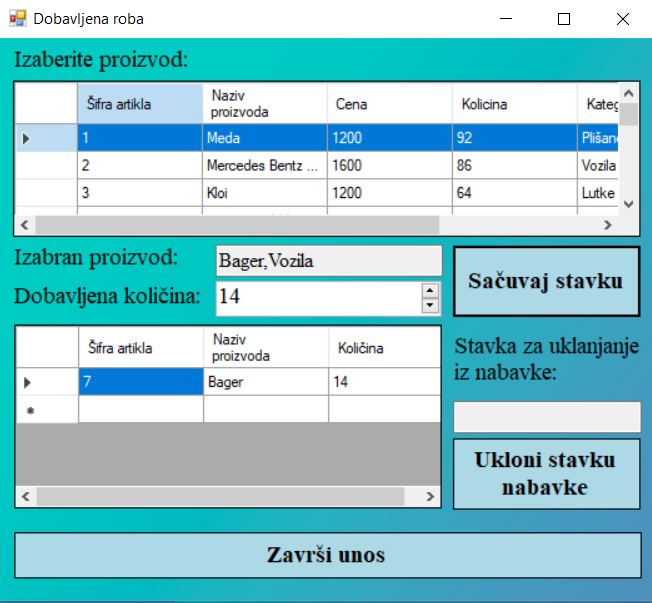 Dobavljena roba
Izaberite proizvod:
Šifra artikla Naziv proizvoda Cena Kolicina Kateg
1 Meda 1200 92 Plišan
2 Mercedes Bentz ... 1600 86 Vozila
3 Kloi 1200 64 Lutke
Izabran proizvod: Bager,Vozila
Dobavljena količina: 14
Sačuvaj stavku
Šifra artikla Naziv proizvoda Količina
7 Bager 14
Stavka za uklanjanje
iz nabavke:
Ukloni stavku
nabavke
Završi unos